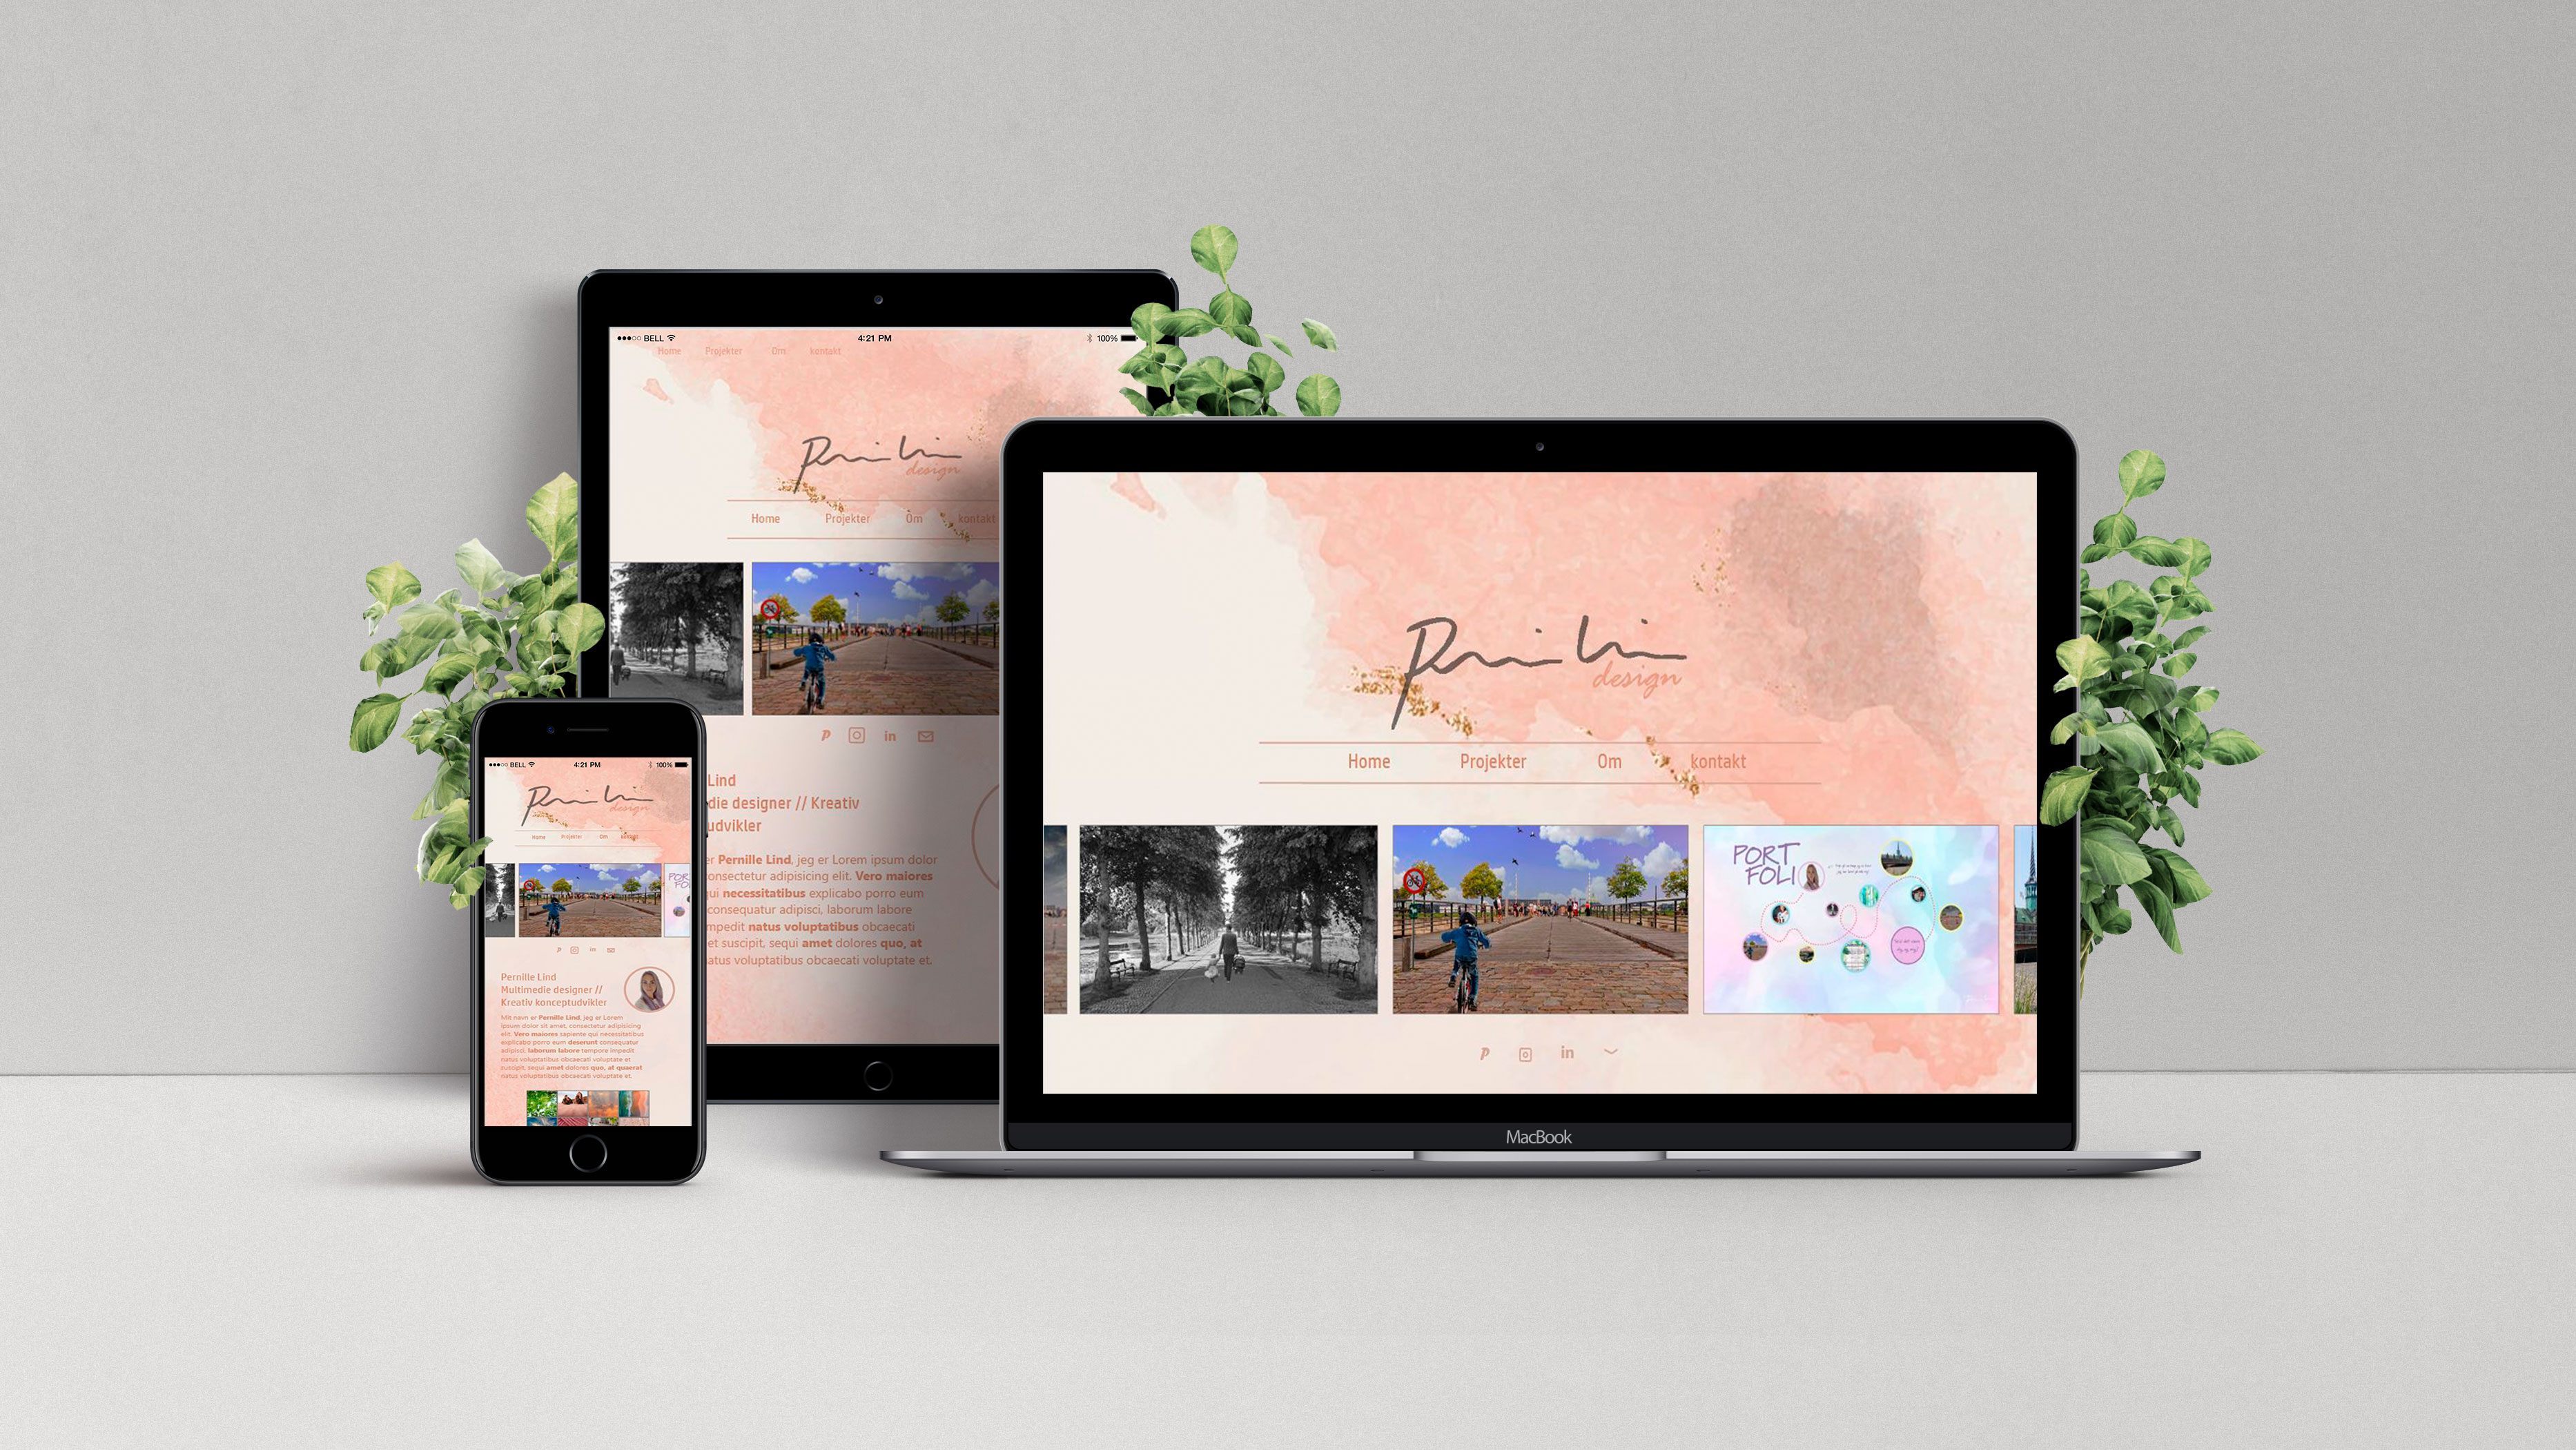 BELL 4:21 PM 100%
Home Projekter Om kontakt
design
Home Projekter Om kontakt
Lind
die designer // Kreativ
udvikler
er Pernille Lind, jeg er Lorem ipsum dolor
consectetur adipisicing elit. Vero maiores
qui necessitatibus explicabo porro eum
consequatur adipisci, laborum labore
impedit natus voluptatibus obcaecati
et suscipit, sequi amet dolores quo, at
natus voluptatibus obcaecati voluptate et.
BELL 4:21 PM 100%
design
Home Projekter Om kontakt
PORT
FO
Pernille Lind
Multimedie designer //
Kreativ konceptudvikler
Mit navn er Pernille Lind, jeg er Lorem
ipsum dolor sit amet, consectetur adipisicing
elit. Vero maiores sapiente qui necessitatibus
explicabo porro eum deserunt consequatur
adipisci, laborum labore tempore impedit
natus voluptatibus obcaecati voluptate et
suscipit, sequi amet dolores quo, at quaerat
natus voluptatibus obcaecati voluptate et.
design
Home Projekter Om kontakt
PORT
FOLI
in
MacBook